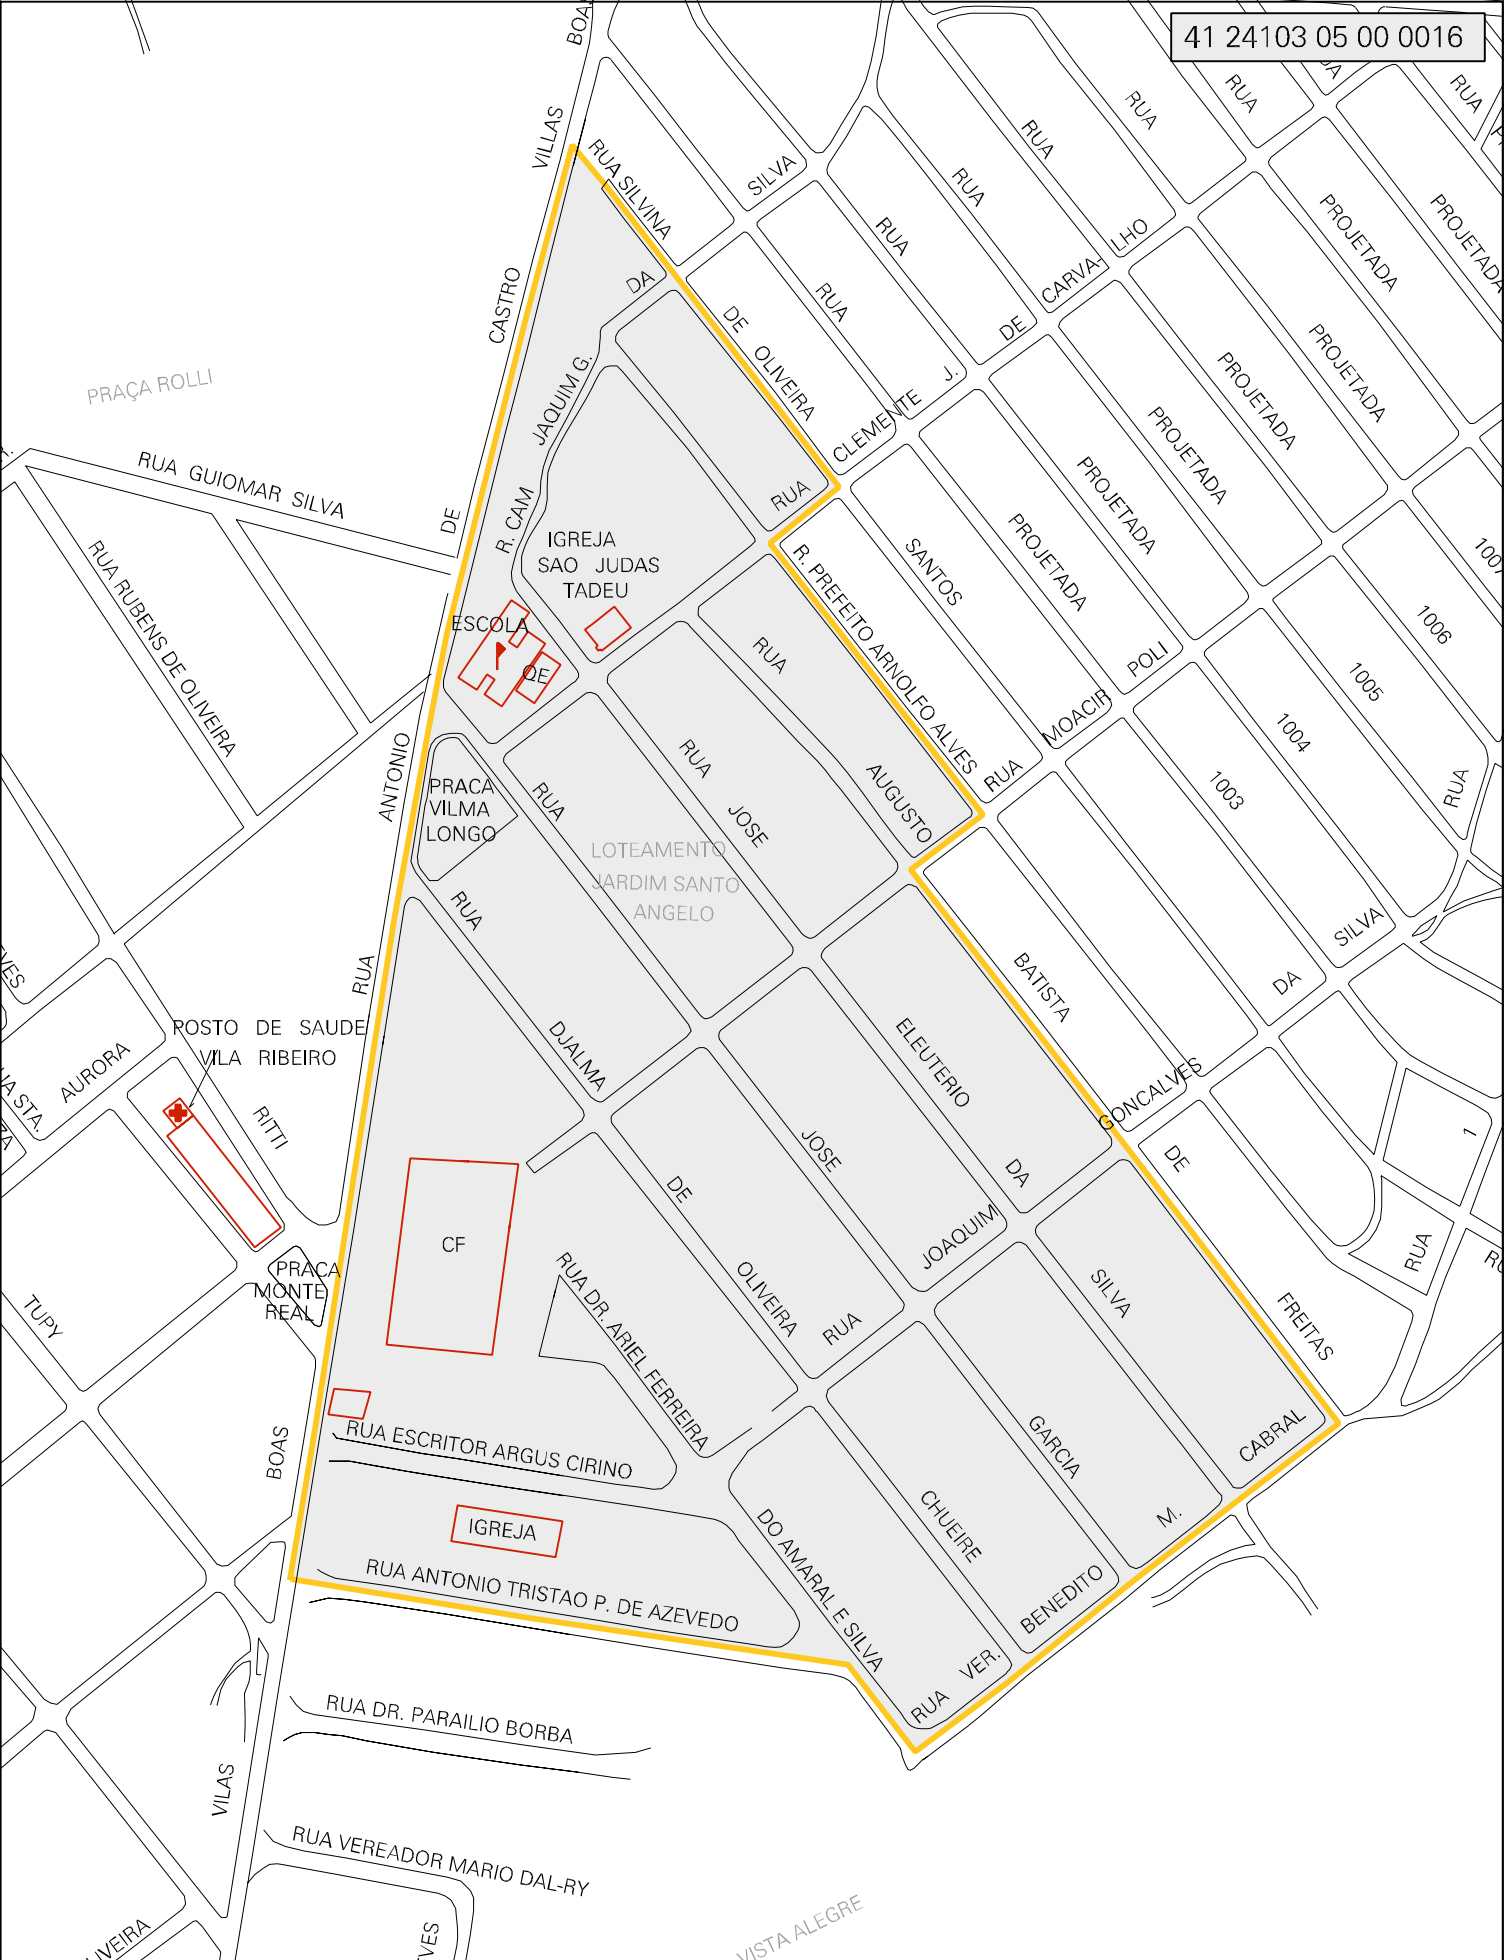 41 24103 05 00 0016
VILLAS
CASTRO
DE
ANTONIO
RUA
BOAS
VILAS
RUA SILVINA
DA
DE OLIVEIRA
SILVA
RUA
RUA
RUA
RUA
RUA
RUA
RUA
CLEMENTE
J.
DE
CARVA-
LHO
PROJETADA
PROJETADA
PROJETADA
PROJETADA
PROJETADA
PROJETADA
PROJETADA
PRAÇA ROLLI
RUA GUIOMAR SILVA
RUA RUBENS DE OLIVEIRA
R. CAM
JAQUIM G.
IGREJA
SAO JUDAS
TADEU
ESCOLA
QE
RUA
R. PREFEITO ARNOLFO ALVES
SANTOS
RUA
MOACIR
POLI
1003
1004
1005
1006
1007
RUA
PRACA
VILMA
LONGO
RUA
RUA
JOSE
RUA
AUGUSTO
LOTEAMENTO
JARDIM SANTO
ANGELO
RUA
DJALMA
BATISTA
DA
SILVA
POSTO DE SAUDE
VILA RIBEIRO
AURORA
RITTI
ELEUTERIO
DA
GONCALVES
DE
FREITAS
1
RUA
JOSE
JOAQUIM
CF
DE
OLIVEIRA
RUA
SILVA
CABRAL
PRACA
MONTE
REAL
TUPY
RUA DR. ARIEL FERREIRA
RUA ESCRITOR ARGUS CIRINO
IGREJA
RUA ANTONIO TRISTAO P. DE AZEVEDO
DO AMARAL E SILVA
CHUEIRE
GARCIA
M.
BENEDITO
VER.
RUA
RUA DR. PARAILIO BORBA
RUA VEREADOR MARIO DAL-RY
VISTA ALEGRE